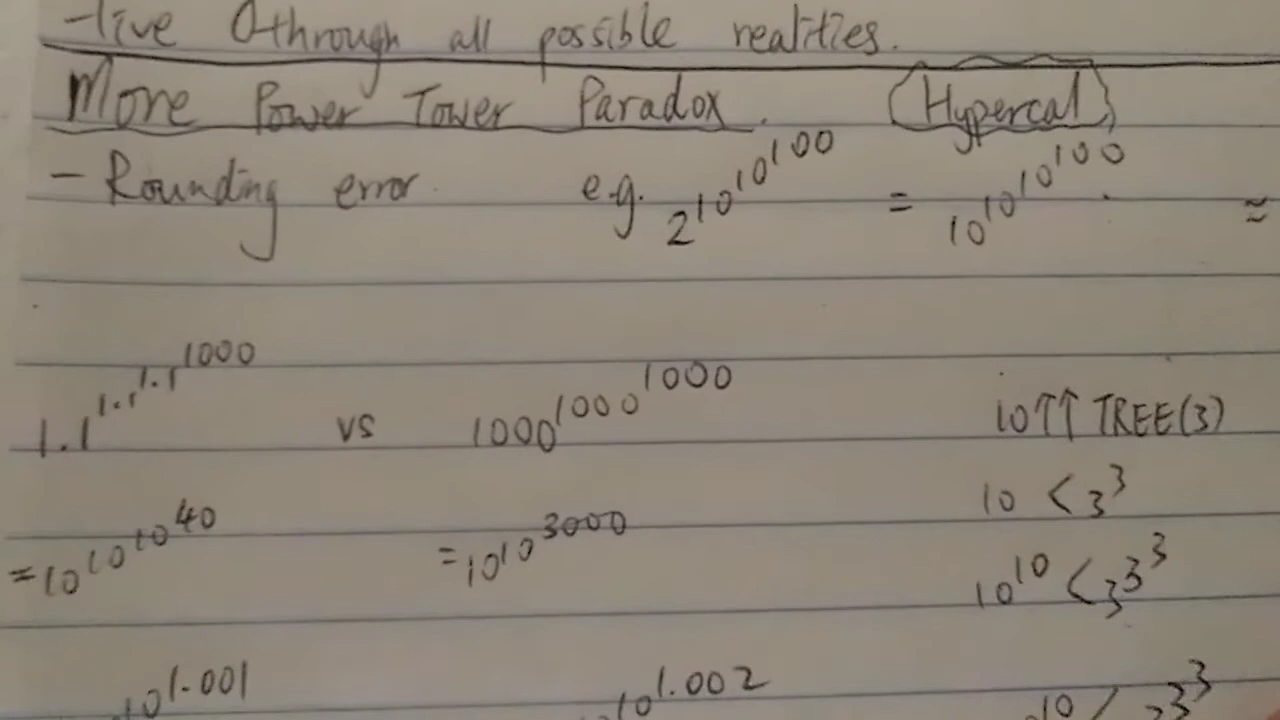 -live through all possible realities.
More Power Tower Paradox. Hypercal
- Rounding error. e.g. 2^10^10^100 = 10^10^10^100 ≈
1.1^1.1^1.1^1000 vs 1000^1000^1000 10↑↑TREE(3)
10 < 3^3
=10^10^10^40 =10^10^3000
10^10 < 3^3^3
10^1.001 10^1.002